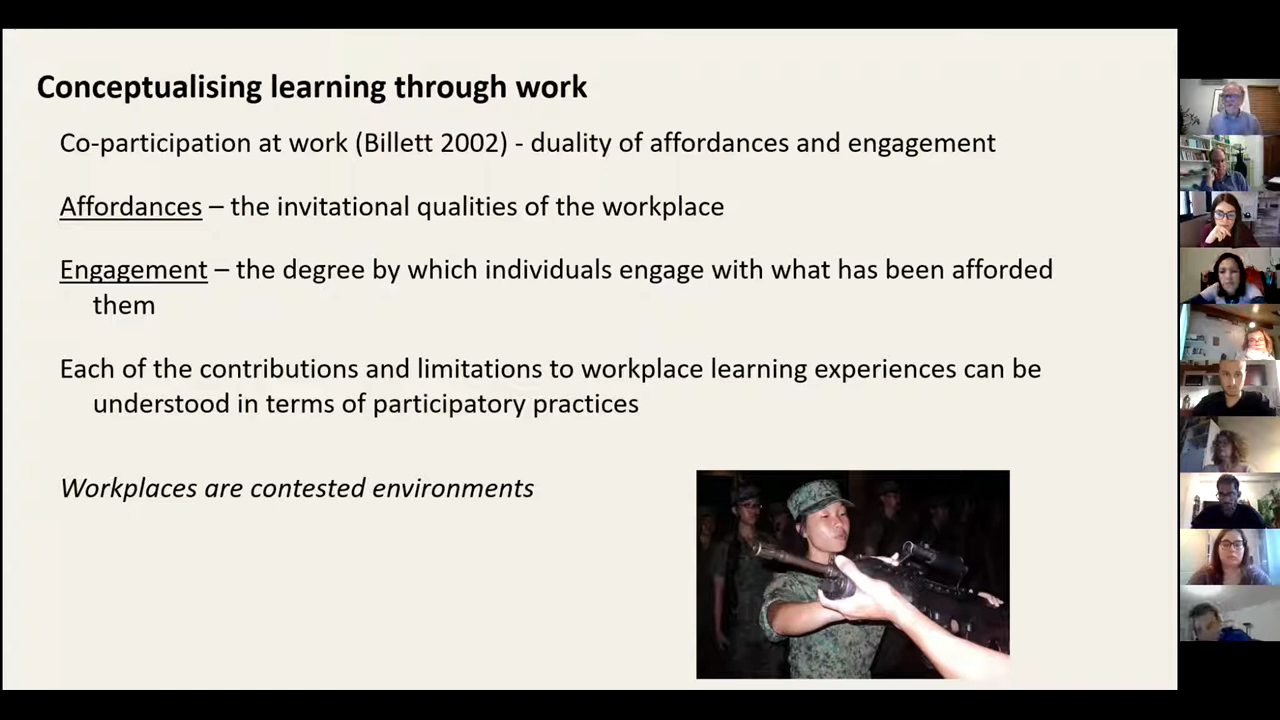 Conceptualising learning through work
Co-participation at work (Billett 2002) - duality of affordances and engagement
Affordances – the invitational qualities of the workplace
Engagement – the degree by which individuals engage with what has been afforded
them
Each of the contributions and limitations to workplace learning experiences can be
understood in terms of participatory practices
Workplaces are contested environments